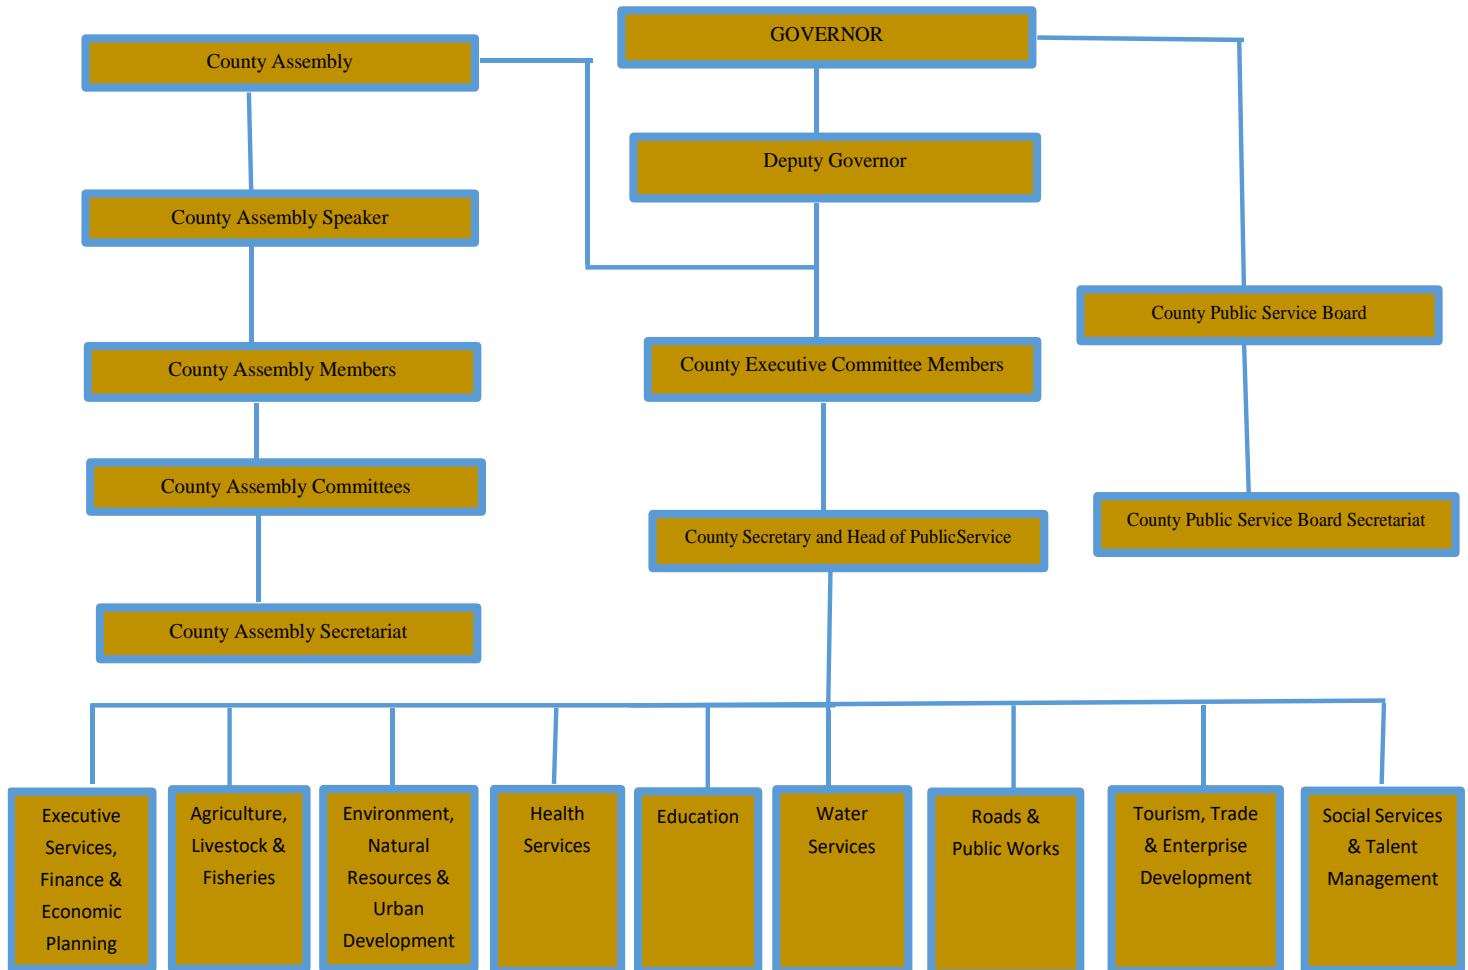 GOVERNOR
County Assembly
Deputy Governor
County Assembly Speaker
County Public Service Board
County Assembly Members
County Executive Committee Members
County Assembly Committees
County Public Service Board Secretariat
County Secretary and Head of PublicService
County Assembly Secretariat
Executive
Services,
Finance &
Economic
Planning
Agriculture,
Livestock &
Fisheries
Environment,
Natural
Resources &
Urban
Development
Health
Services
Education
Water
Services
Roads &
Public Works
Tourism, Trade
& Enterprise
Development
Social Services
& Talent
Management